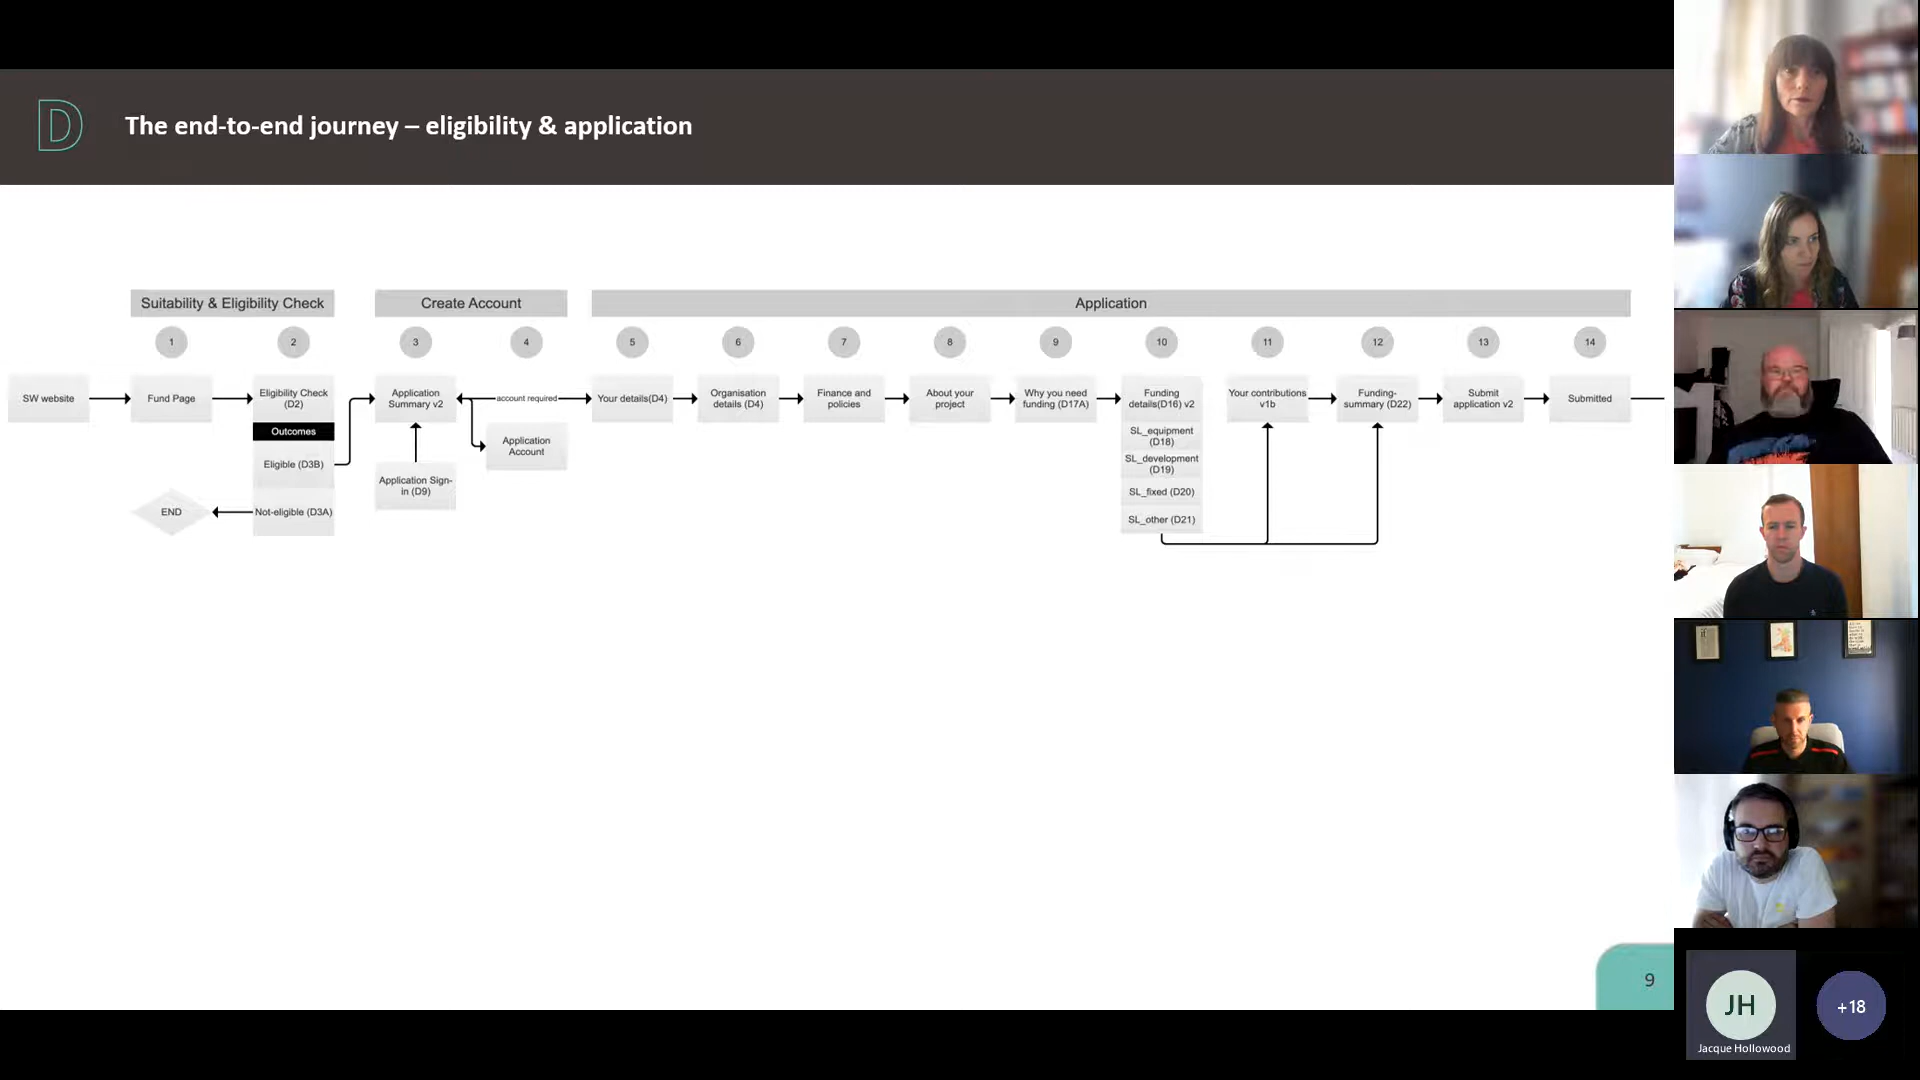 D
The end-to-end journey – eligibility & application
Suitability & Eligibility Check
Create Account
Application
1
2
3
4
5
6
7
8
9
10
11
12
13
14
SW website
Fund Page
Eligibility Check
(D2)
Outcomes
Eligible (D3B)
Not-eligible (D3A)
END
Application
Summary v2
Application Sign-
in (D9)
account required
Application
Account
Your details(D4)
Organisation
details (D4)
Finance and
policies
About your
project
Why you need
funding (D17A)
Funding
details(D16) v2
SL_equipment
(D18)
SL_development
(D19)
SL_fixed (D20)
SL_other (D21)
Your contributions
v1b
Funding-
summary (D22)
Submit
application v2
Submitted
9
JH
Jacque Hollowood
+18